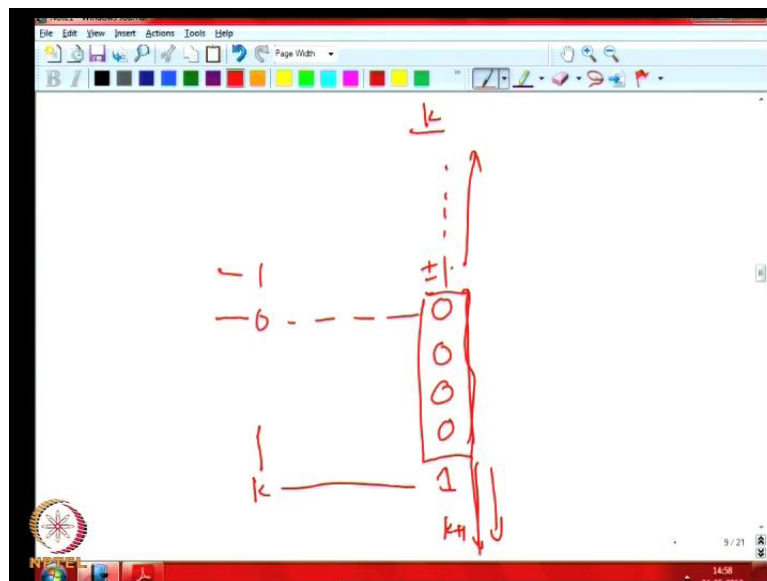 File Edit View Insert Actions Tools Help
Page Width
B I
k
- 1 ±1
- 0 - - - - 0
0
0
0
k 1
k+1
9 / 21
NPTEL
14:58